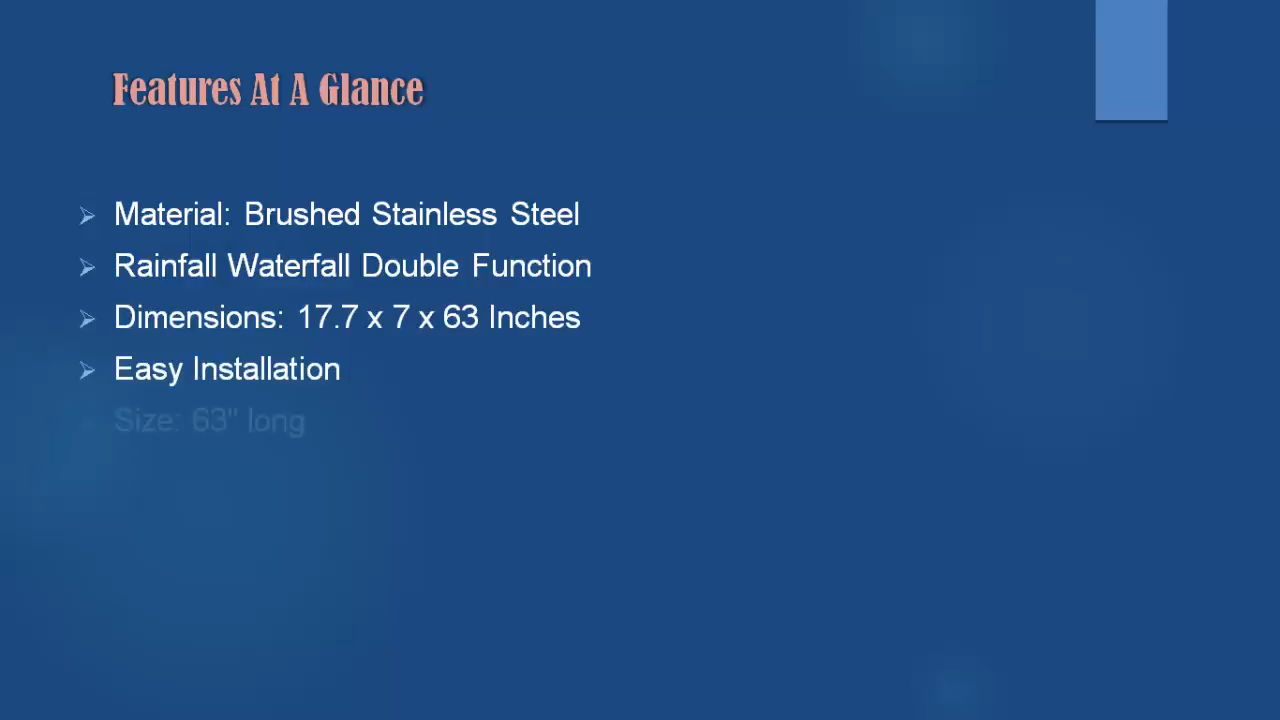 Features At A Glance
Material: Brushed Stainless Steel
Rainfall Waterfall Double Function
Dimensions: 17.7 x 7 x 63 Inches
Easy Installation
Size: 63" long